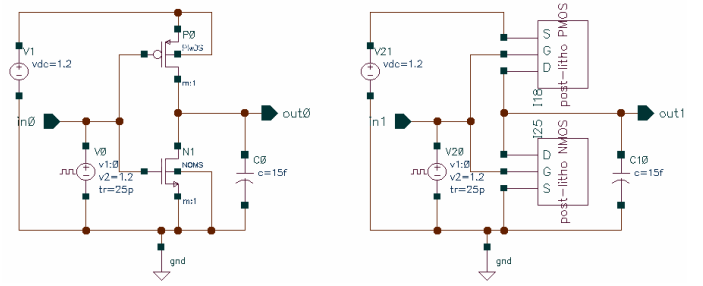 V1
vdc=1.2
P0
PMOS
m:1
in0
out0
V0
v1:0
v2=1.2
tr=25p
N1
NOMS
m:1
C0
c=15f
gnd
V21
vdc=1.2
S
G
D
post-litho PMOS
I18
in1
out1
V20
v1:0
v2=1.2
tr=25p
I25
D
G
S
post-litho NMOS
C10
c=15f
gnd